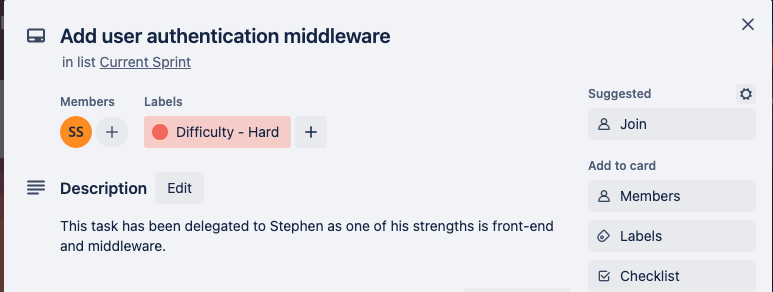 Add user authentication middleware
in list Current Sprint
Members
Labels
SS
+
Difficulty - Hard
+
Description
Edit
This task has been delegated to Stephen as one of his strengths is front-end
and middleware.
Suggested
Join
Add to card
Members
Labels
Checklist